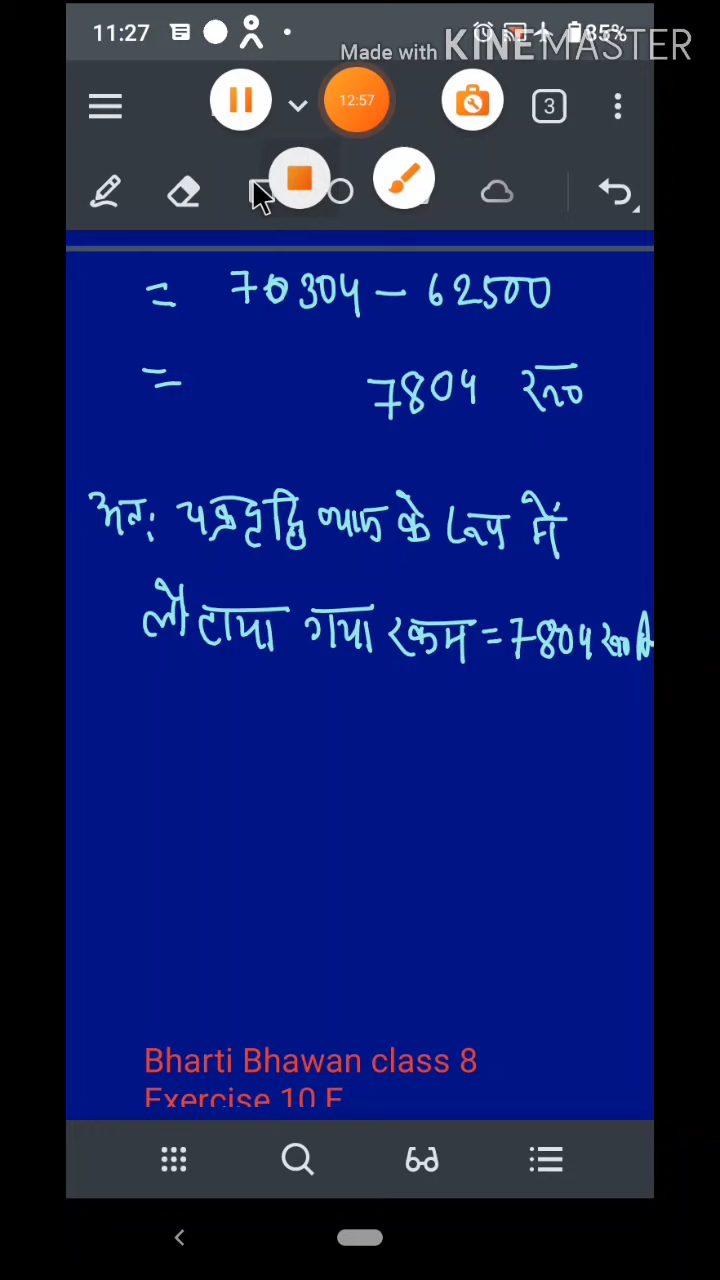 11:27
85%
Made with KINEMASTER
12:57
3
= 70304 - 62500
= 7804 रू०
अतः चक्रवृद्धि ब्याज के रूप में
लौटाया गया रकम = 7804 रू०
Bharti Bhawan class 8
Exercise 10 E